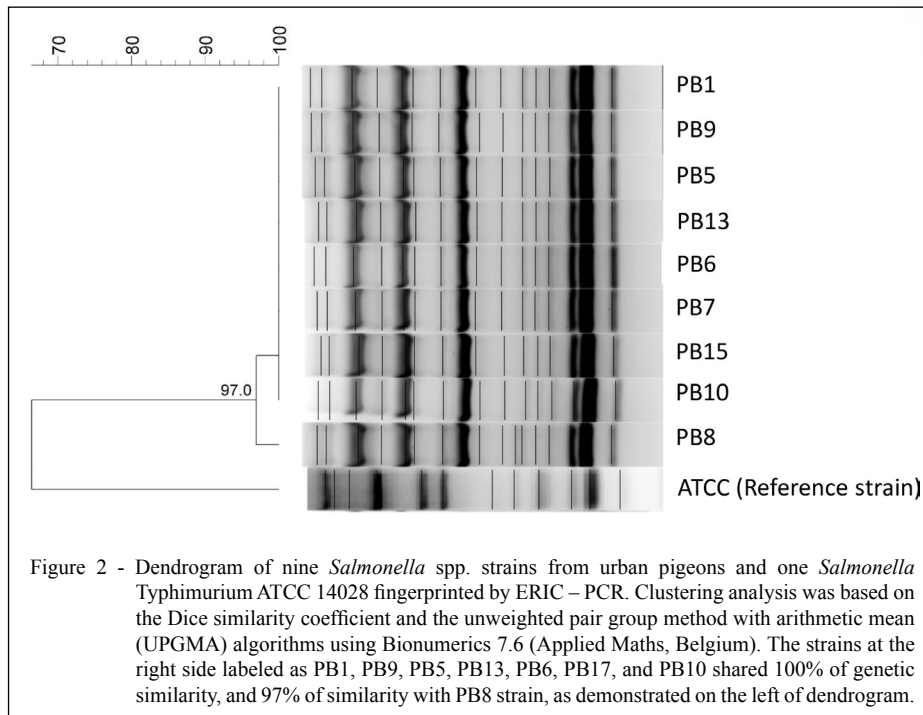 70 80 90 100
PB1
PB9
PB5
PB13
PB6
PB7
PB15
97.0
PB10
PB8
ATCC (Reference strain)
Figure 2 - Dendrogram of nine Salmonella spp. strains from urban pigeons and one Salmonella
Typhimurium ATCC 14028 fingerprinted by ERIC – PCR. Clustering analysis was based on
the Dice similarity coefficient and the unweighted pair group method with arithmetic mean
(UPGMA) algorithms using Bionumerics 7.6 (Applied Maths, Belgium). The strains at the
right side labeled as PB1, PB9, PB5, PB13, PB6, PB17, and PB10 shared 100% of genetic
similarity, and 97% of similarity with PB8 strain, as demonstrated on the left of dendrogram.